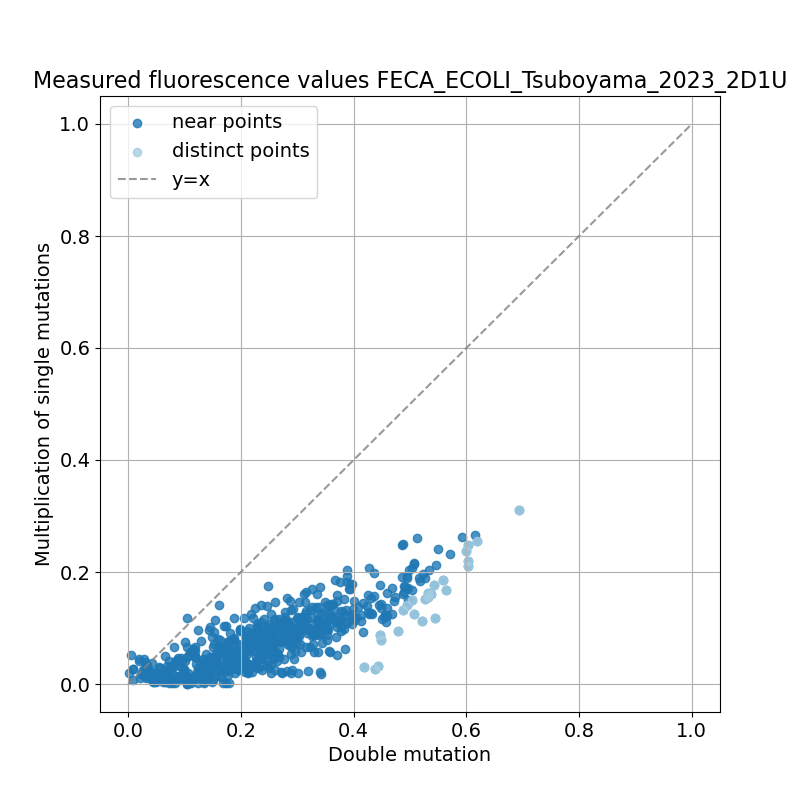 Measured fluorescence values FECA_ECOLI_Tsuboyama_2023_2D1U
near points
distinct points
y=x
1.0
0.8
0.6
0.4
0.2
0.0
Multiplication of single mutations
0.0 0.2 0.4 0.6 0.8 1.0
Double mutation